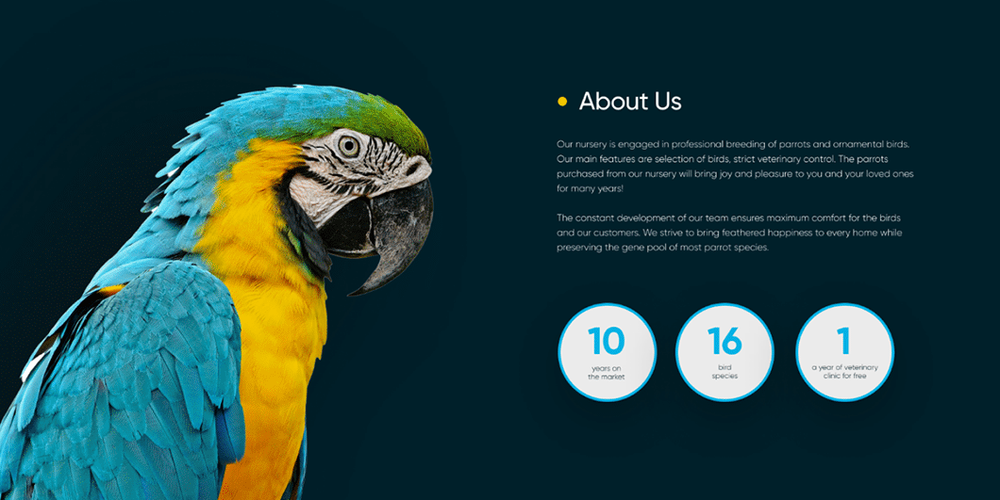 About Us
Our nursery is engaged in professional breeding of parrots and ornamental birds.
Our main features are selection of birds, strict veterinary control. The parrots
purchased from our nursery will bring joy and pleasure to you and your loved ones
for many years!
The constant development of our team ensures maximum comfort for the birds
and our customers. We strive to bring feathered happiness to every home while
preserving the gene pool of most parrot species.
10
years on
the market
16
bird
species
1
a year of veterinary
clinic for free